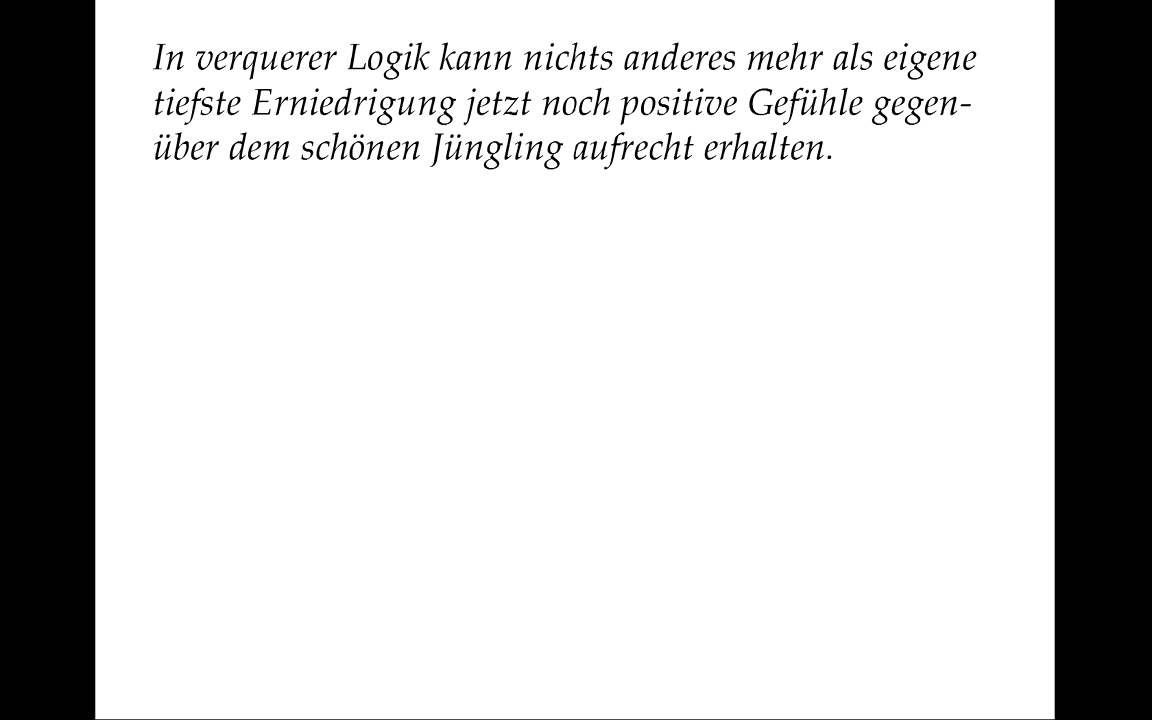 In verquerer Logik kann nichts anderes mehr als eigene
tiefste Erniedrigung jetzt noch positive Gefühle gegen-
über dem schönen Jüngling aufrecht erhalten.